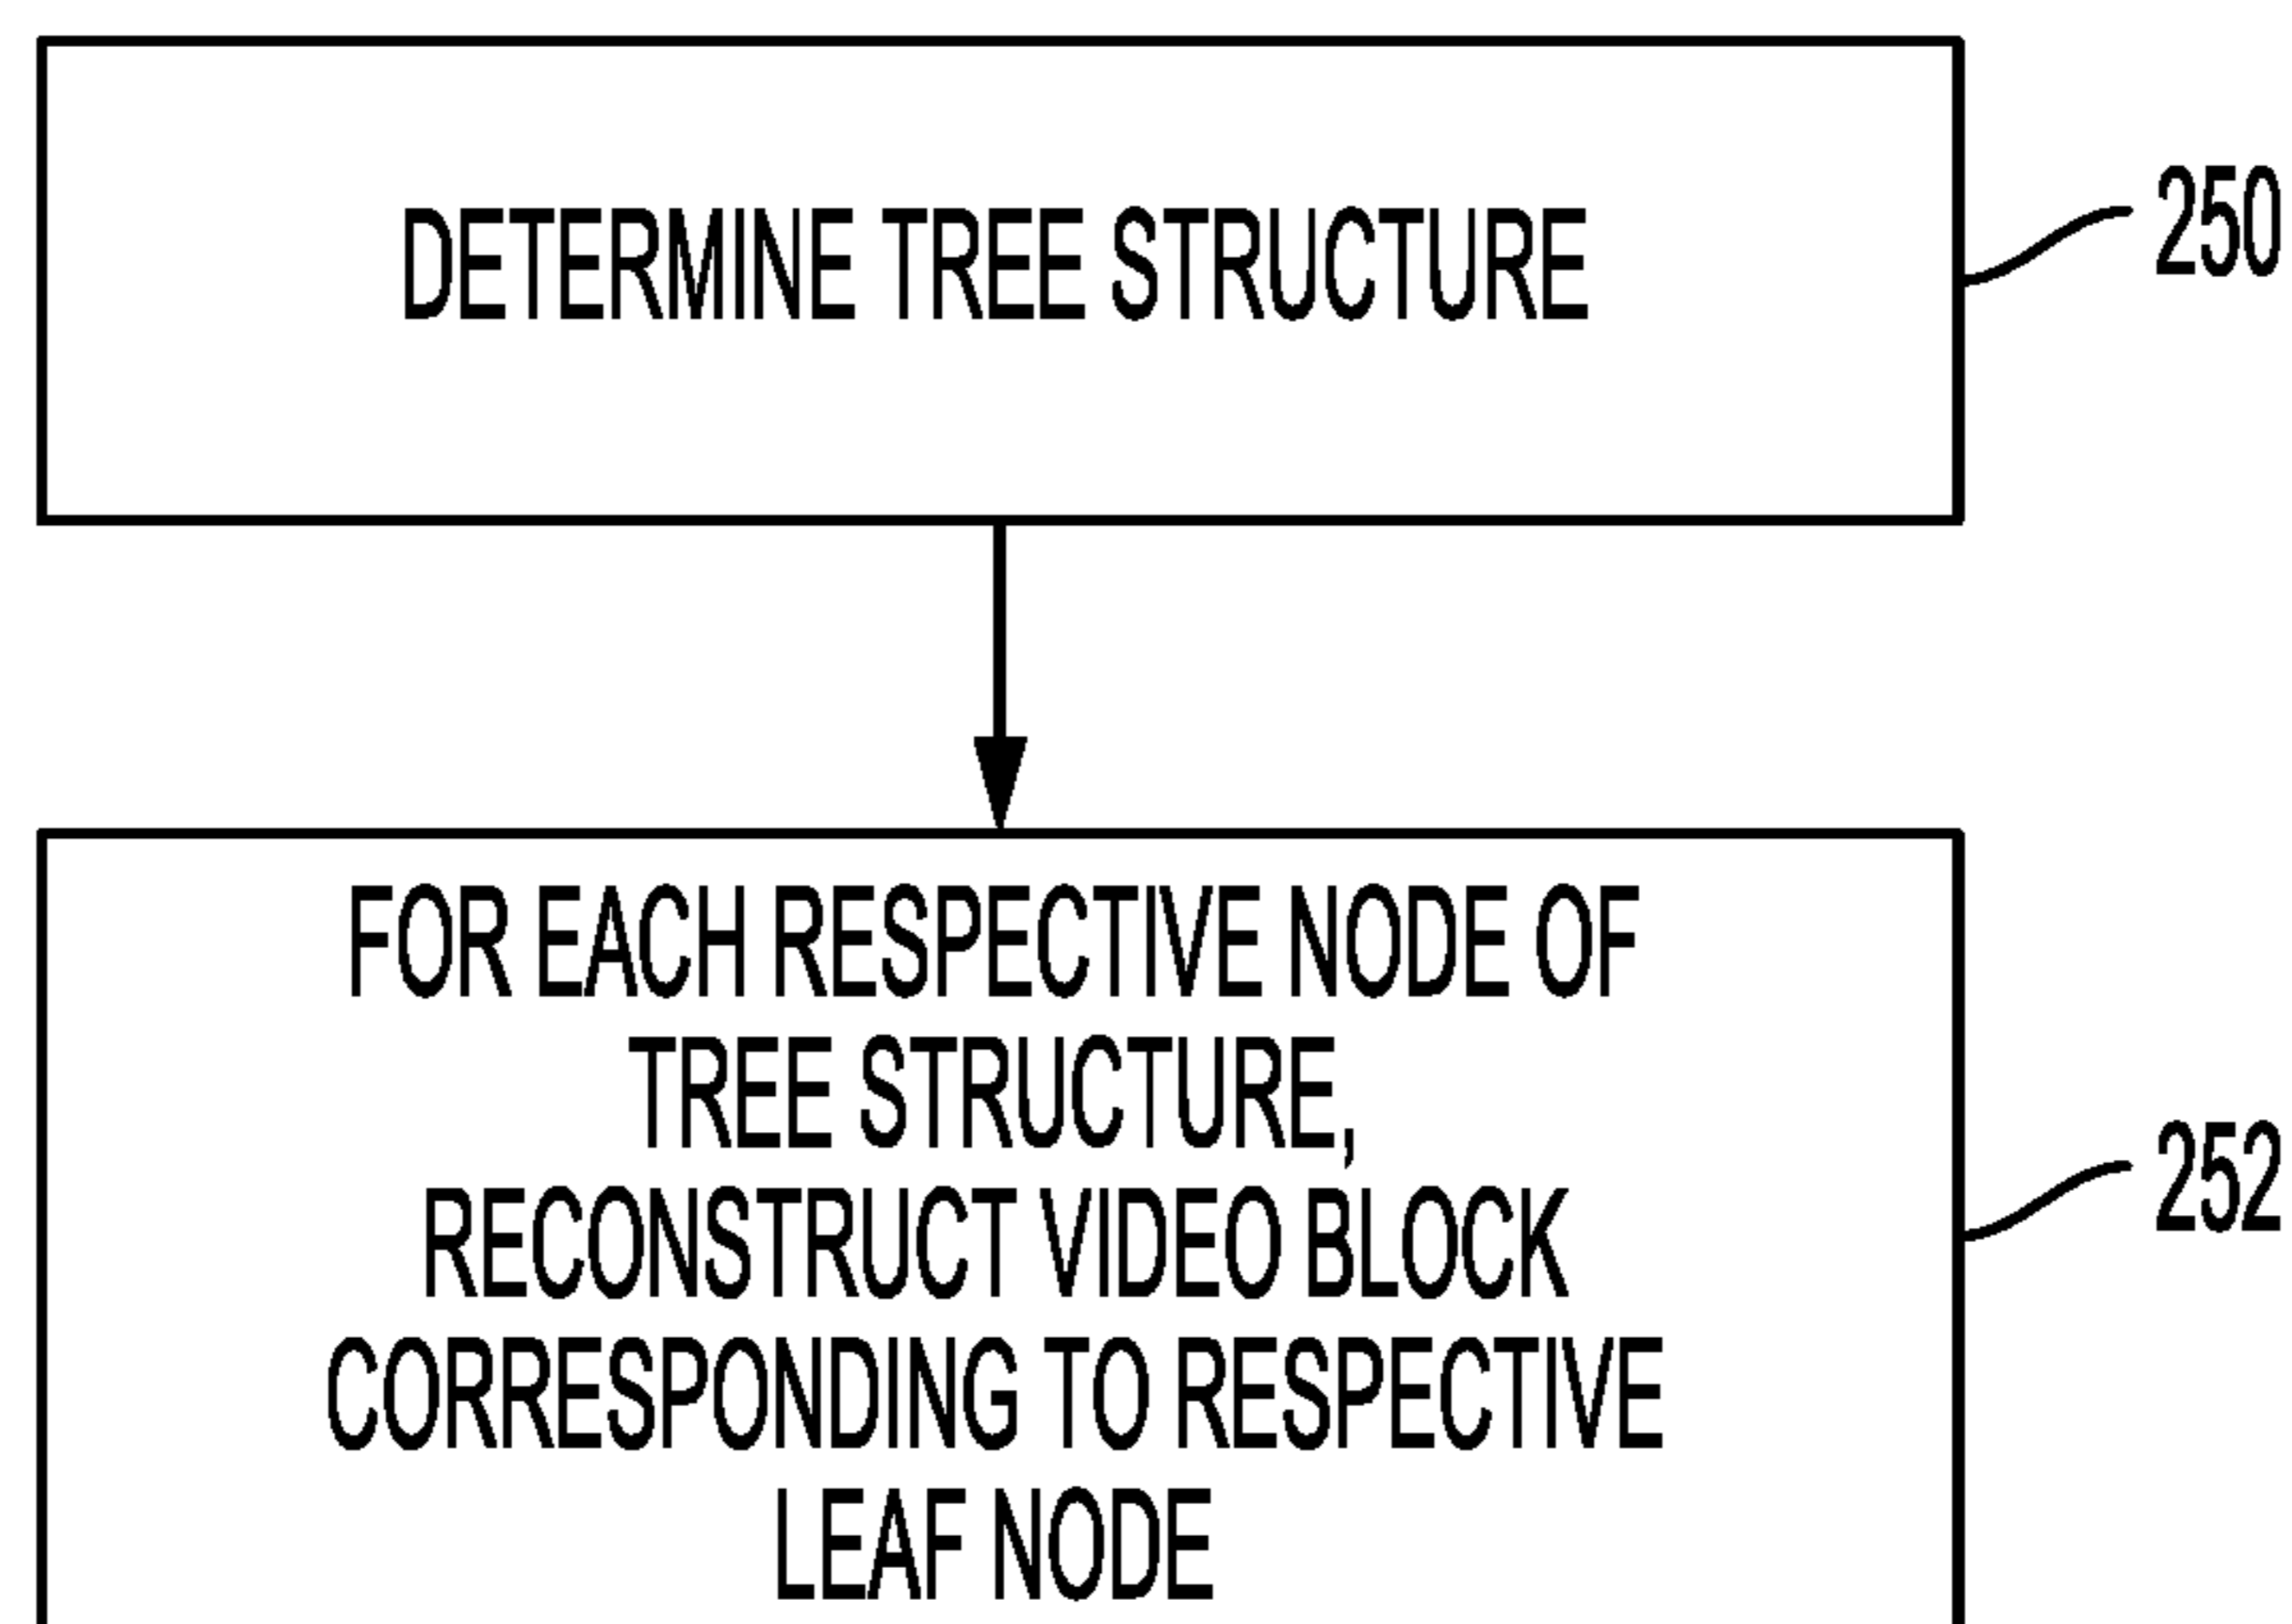 DETERMINE TREE STRUCTURE
250
FOR EACH RESPECTIVE NODE OF
TREE STRUCTURE,
RECONSTRUCT VIDEO BLOCK
CORRESPONDING TO RESPECTIVE
LEAF NODE
252